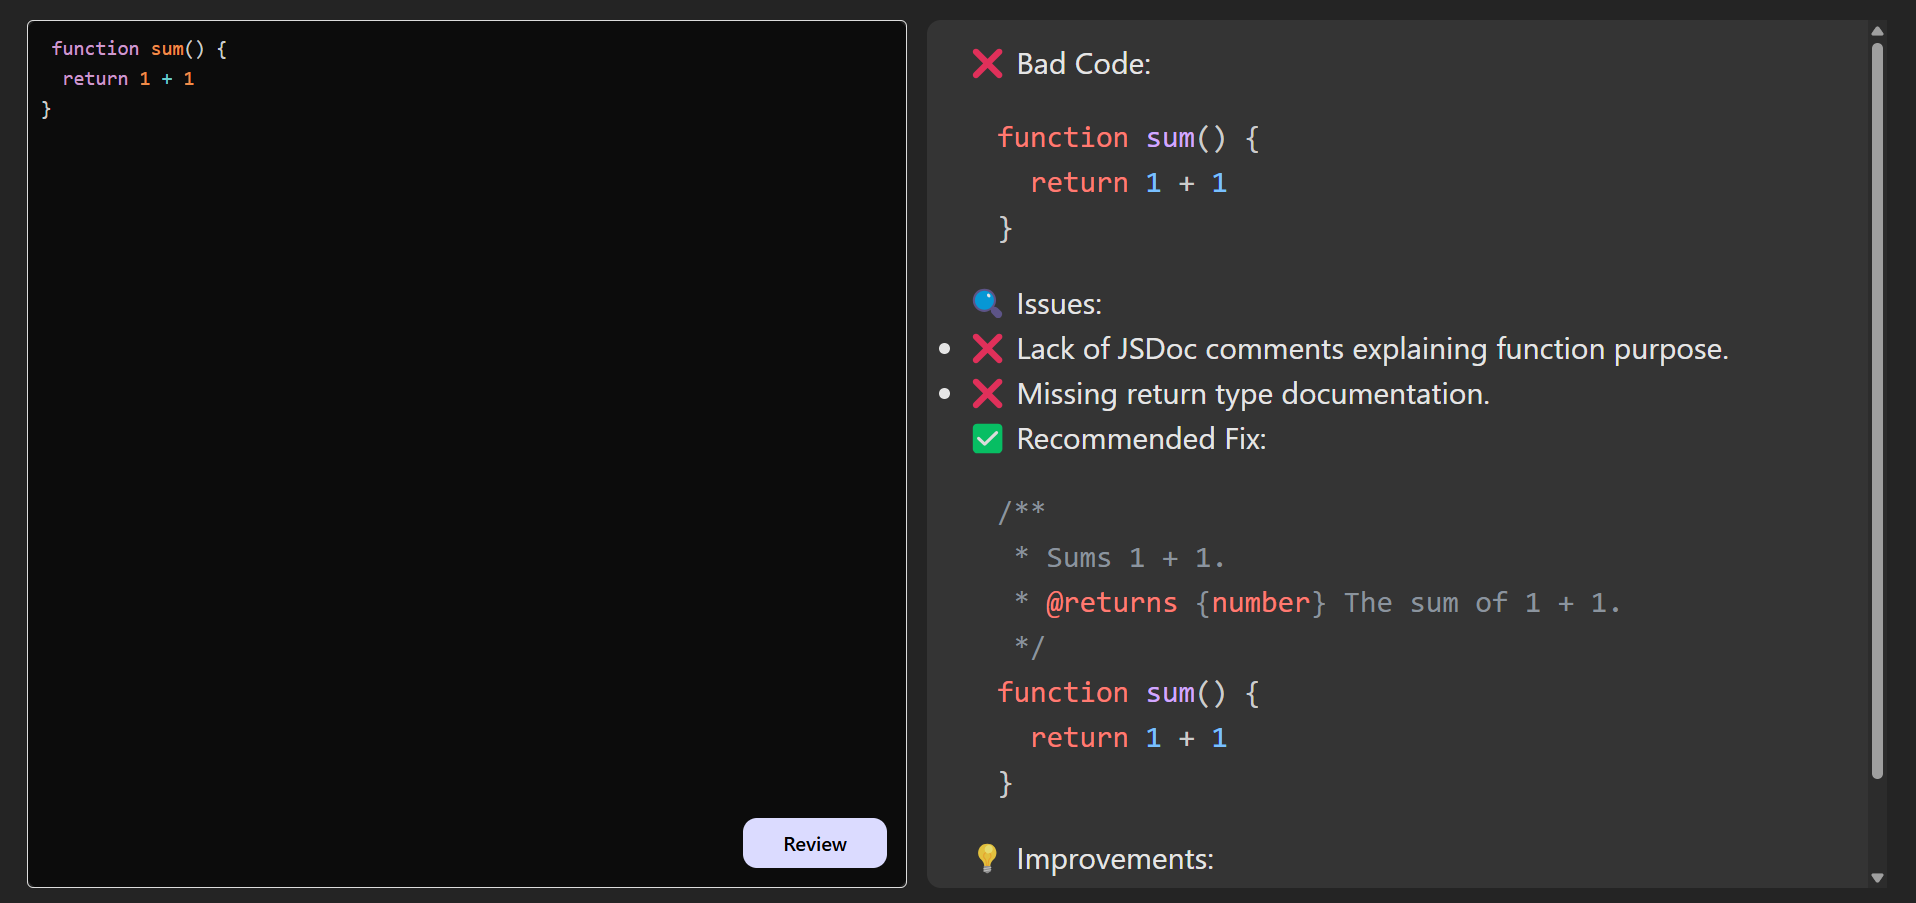 function sum() {
  return 1 + 1
}
Review
❌ Bad Code:
function sum() {
  return 1 + 1
}
🔍 Issues:
• ❌ Lack of JSDoc comments explaining function purpose.
• ❌ Missing return type documentation.
✅ Recommended Fix:
/**
 * Sums 1 + 1.
 * @returns {number} The sum of 1 + 1.
 */
function sum() {
  return 1 + 1
}
💡 Improvements: